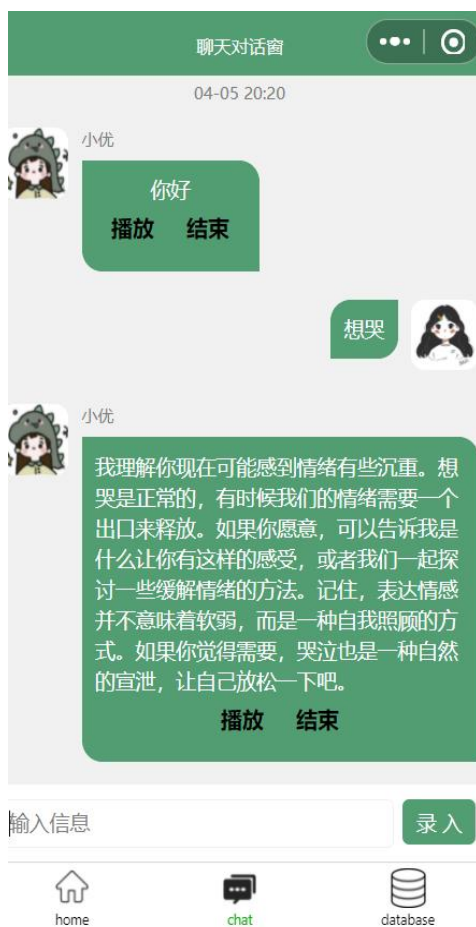 聊天对话窗
04-05 20:20
小优
你好
播放 结束
想哭
小优
我理解你现在可能感到情绪有些沉重。想
哭是正常的，有时候我们的情绪需要一个
出口来释放。如果你愿意，可以告诉我是
什么让你有这样的感受，或者我们一起探
讨一些缓解情绪的方法。记住，表达情感
并不意味着软弱，而是一种自我照顾的方
式。如果你觉得需要，哭泣也是一种自然
的宣泄，让自己放松一下吧。
播放 结束
输入信息
录入
home chat database